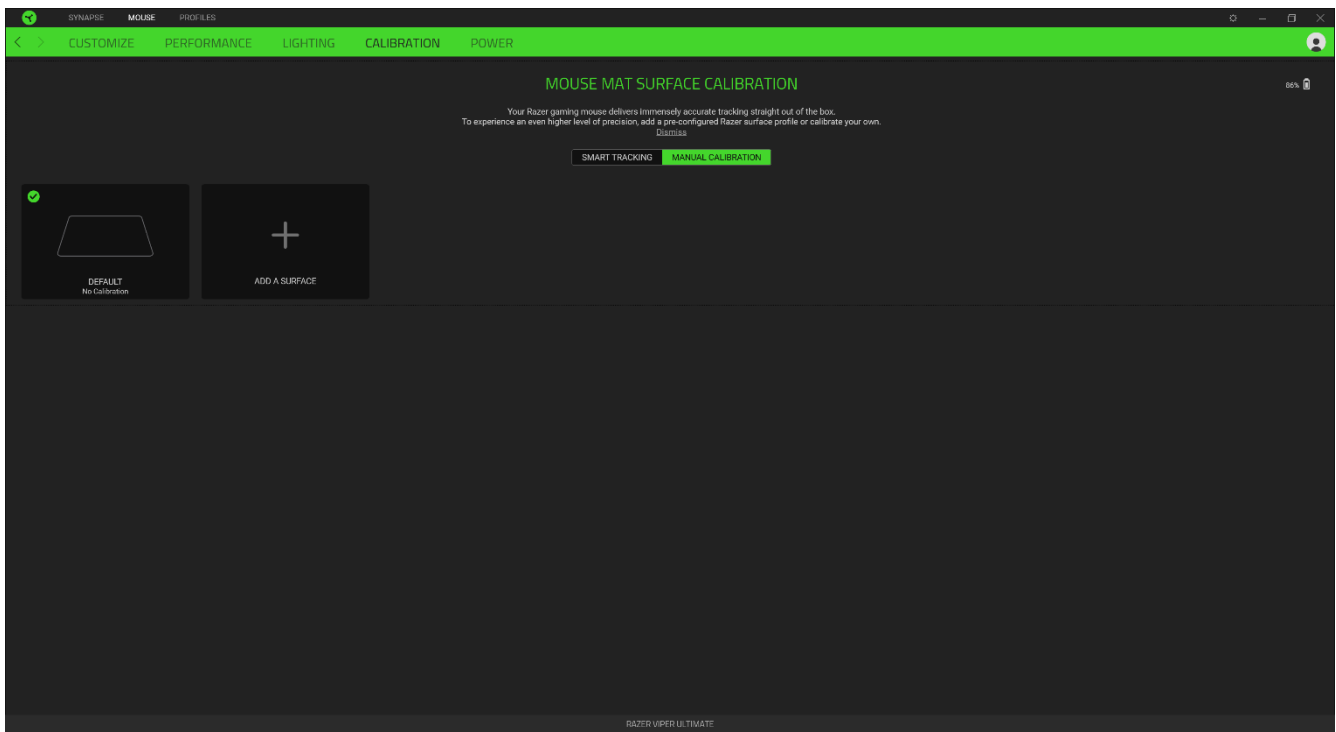 SYNAPSE MOUSE PROFILES
CUSTOMIZE PERFORMANCE LIGHTING CALIBRATION POWER
MOUSE MAT SURFACE CALIBRATION
86%
Your Razer gaming mouse delivers immensely accurate tracking straight out of the box.
To experience an even higher level of precision, add a pre-configured Razer surface profile or calibrate your own.
Dismiss
SMART TRACKING MANUAL CALIBRATION
DEFAULT
No Calibration
ADD A SURFACE
RAZER VIPER ULTIMATE